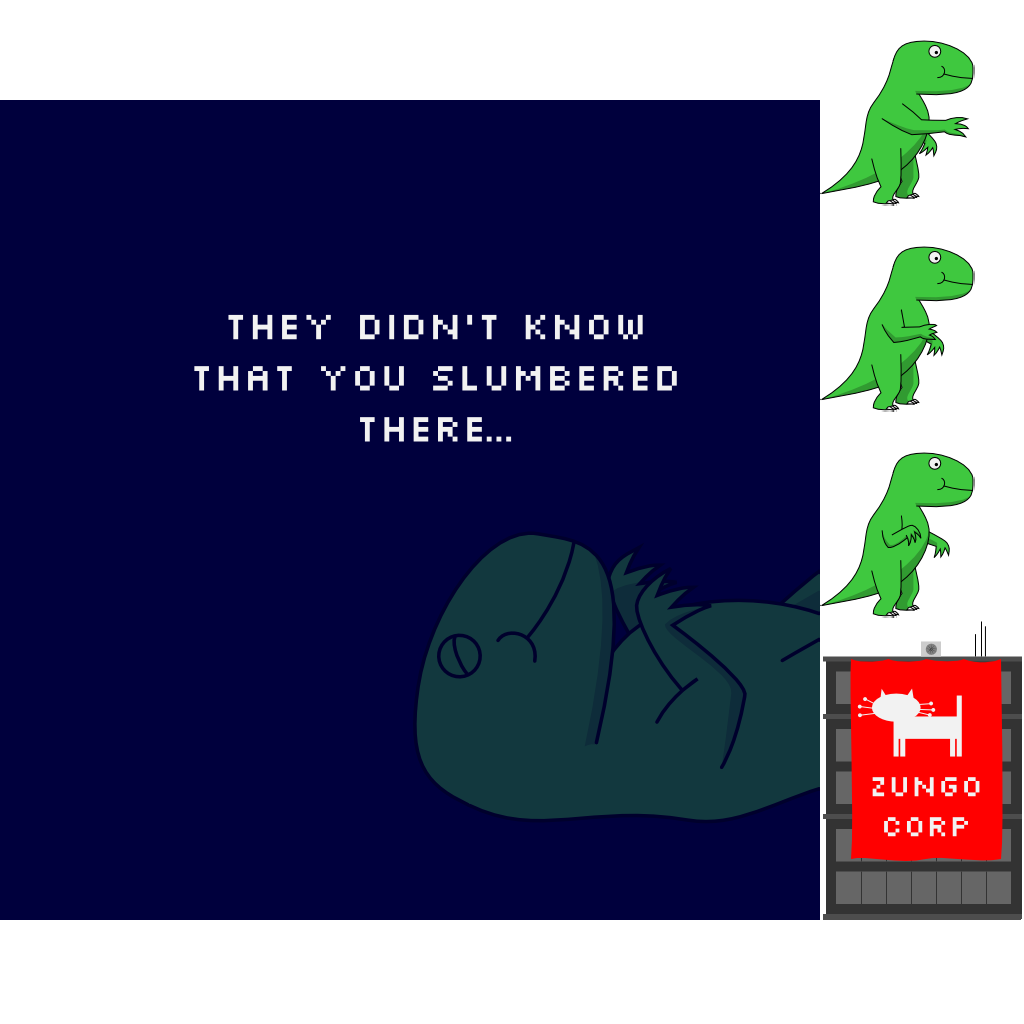 THEY DIDN'T KNOW
THAT YOU SLUMBERED
THERE...
ZUNGO
CORP